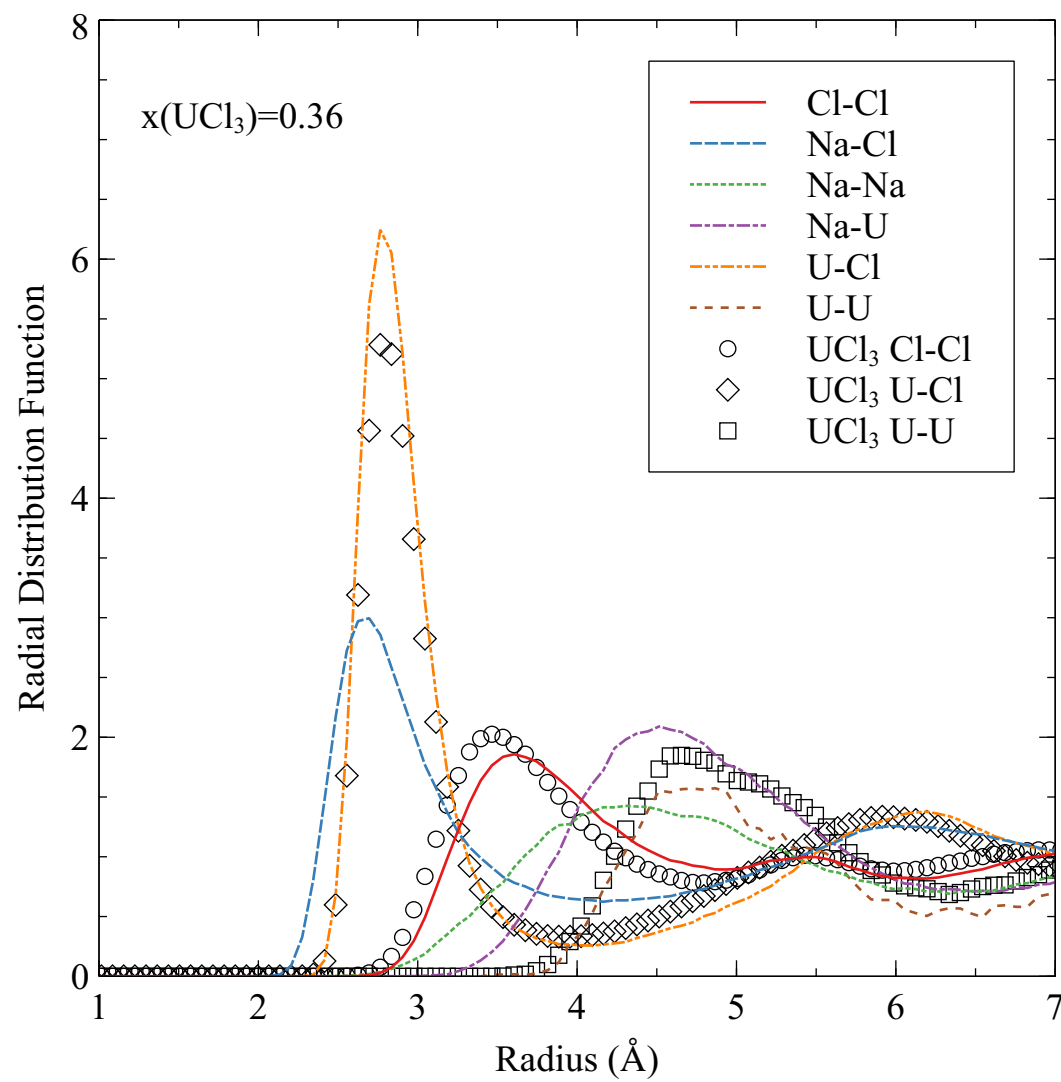 8
6
4
2
0
1 2 3 4 5 6 7
Radial Distribution Function
Radius (Å)
x(UCl₃)=0.36
Cl-Cl
Na-Cl
Na-Na
Na-U
U-Cl
U-U
UCl₃ Cl-Cl
UCl₃ U-Cl
UCl₃ U-U